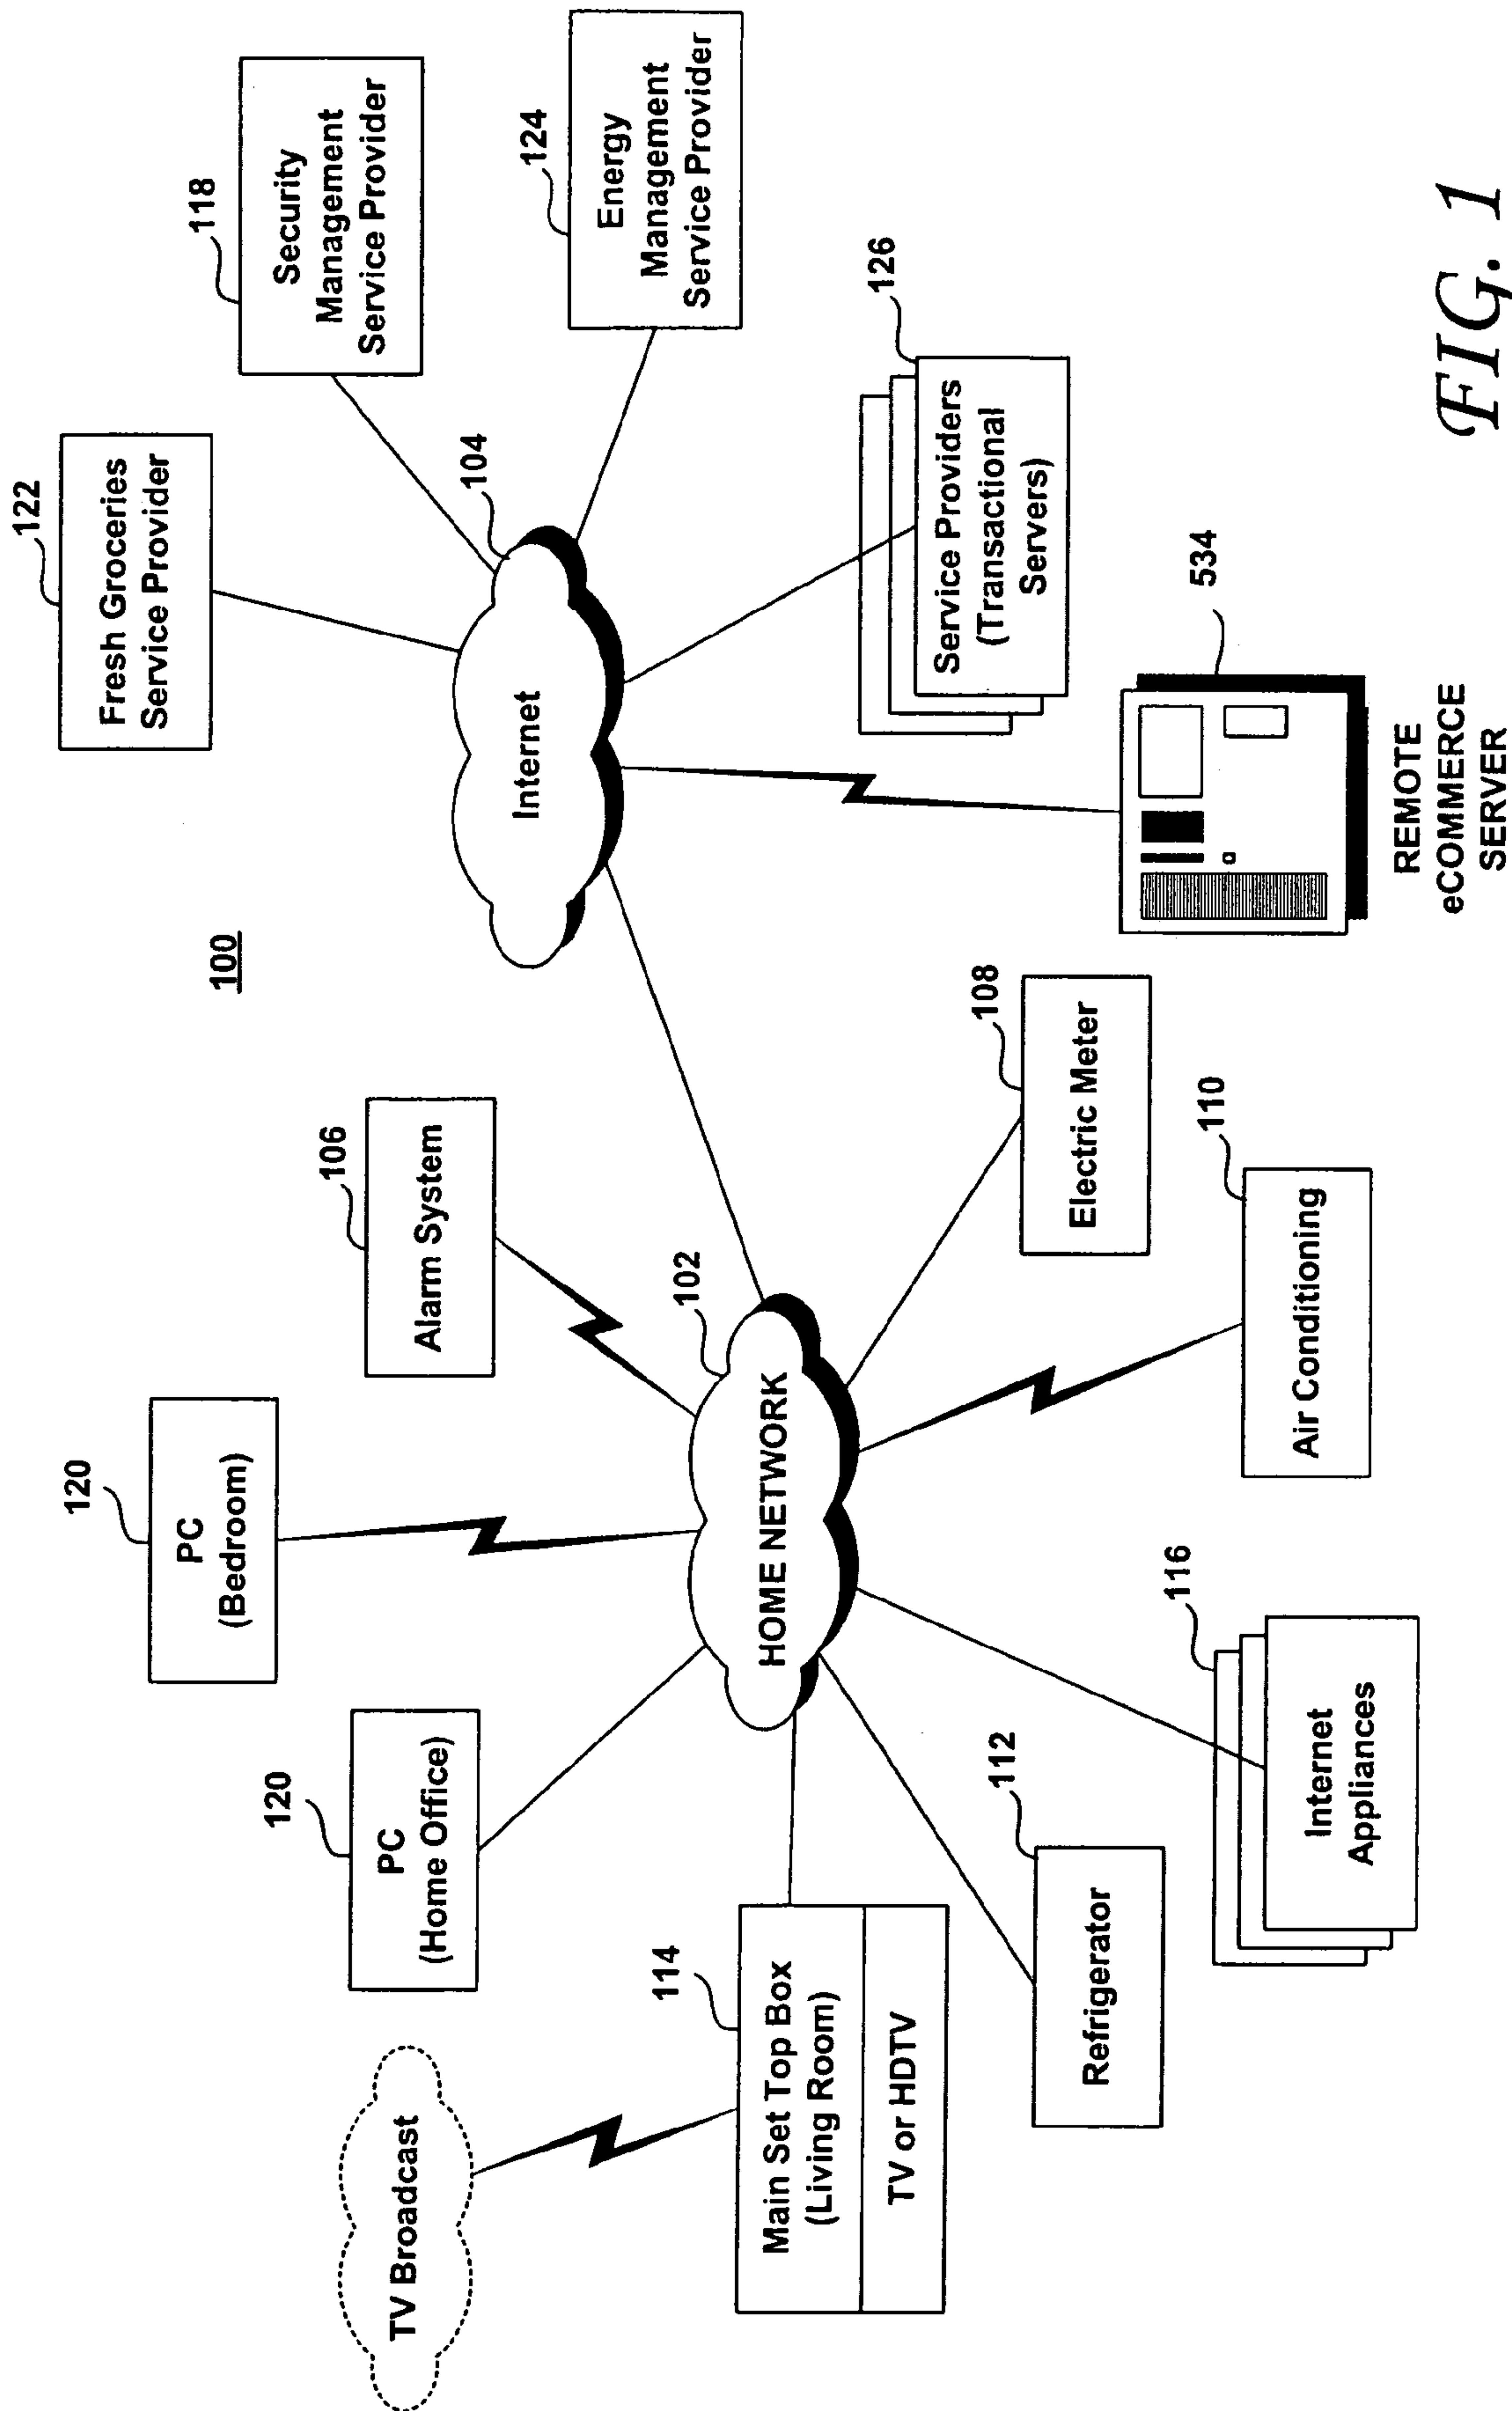 100
122
Fresh Groceries
Service Provider
118
Security
Management
Service Provider
124
Energy
Management
Service Provider
104
Internet
126
Service Providers
(Transactional
Servers)
534
REMOTE
eCOMMERCE
SERVER
120
PC
(Bedroom)
106
Alarm System
120
PC
(Home Office)
102
HOME NETWORK
108
Electric Meter
110
Air Conditioning
TV Broadcast
114
Main Set Top Box
(Living Room)
TV or HDTV
112
Refrigerator
116
Internet
Appliances
FIG. 1